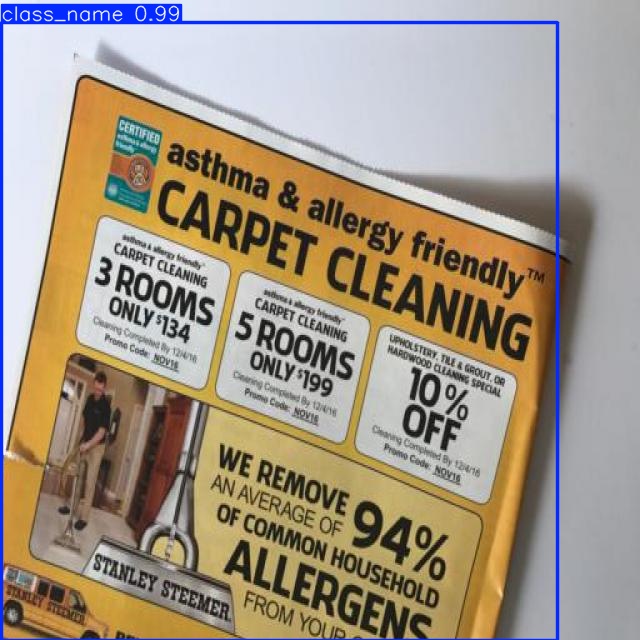 class_name 0.99
CERTIFIED
asthma & allergy
friendly
asthma & allergy friendly™
CARPET CLEANING
asthma & allergy friendly™
CARPET CLEANING
3 ROOMS
ONLY $134
Cleaning Completed By 12/4/16
Promo Code: NOV16
asthma & allergy friendly™
CARPET CLEANING
5 ROOMS
ONLY $199
Cleaning Completed By 12/4/16
Promo Code: NOV16
UPHOLSTERY, TILE & GROUT, OR
HARDWOOD CLEANING SPECIAL
10%
OFF
Cleaning Completed By 12/4/16
Promo Code: NOV16
WE REMOVE
AN AVERAGE OF 94%
OF COMMON HOUSEHOLD
ALLERGENS
FROM YOUR
STANLEY STEEMER
STANLEY STEEMER